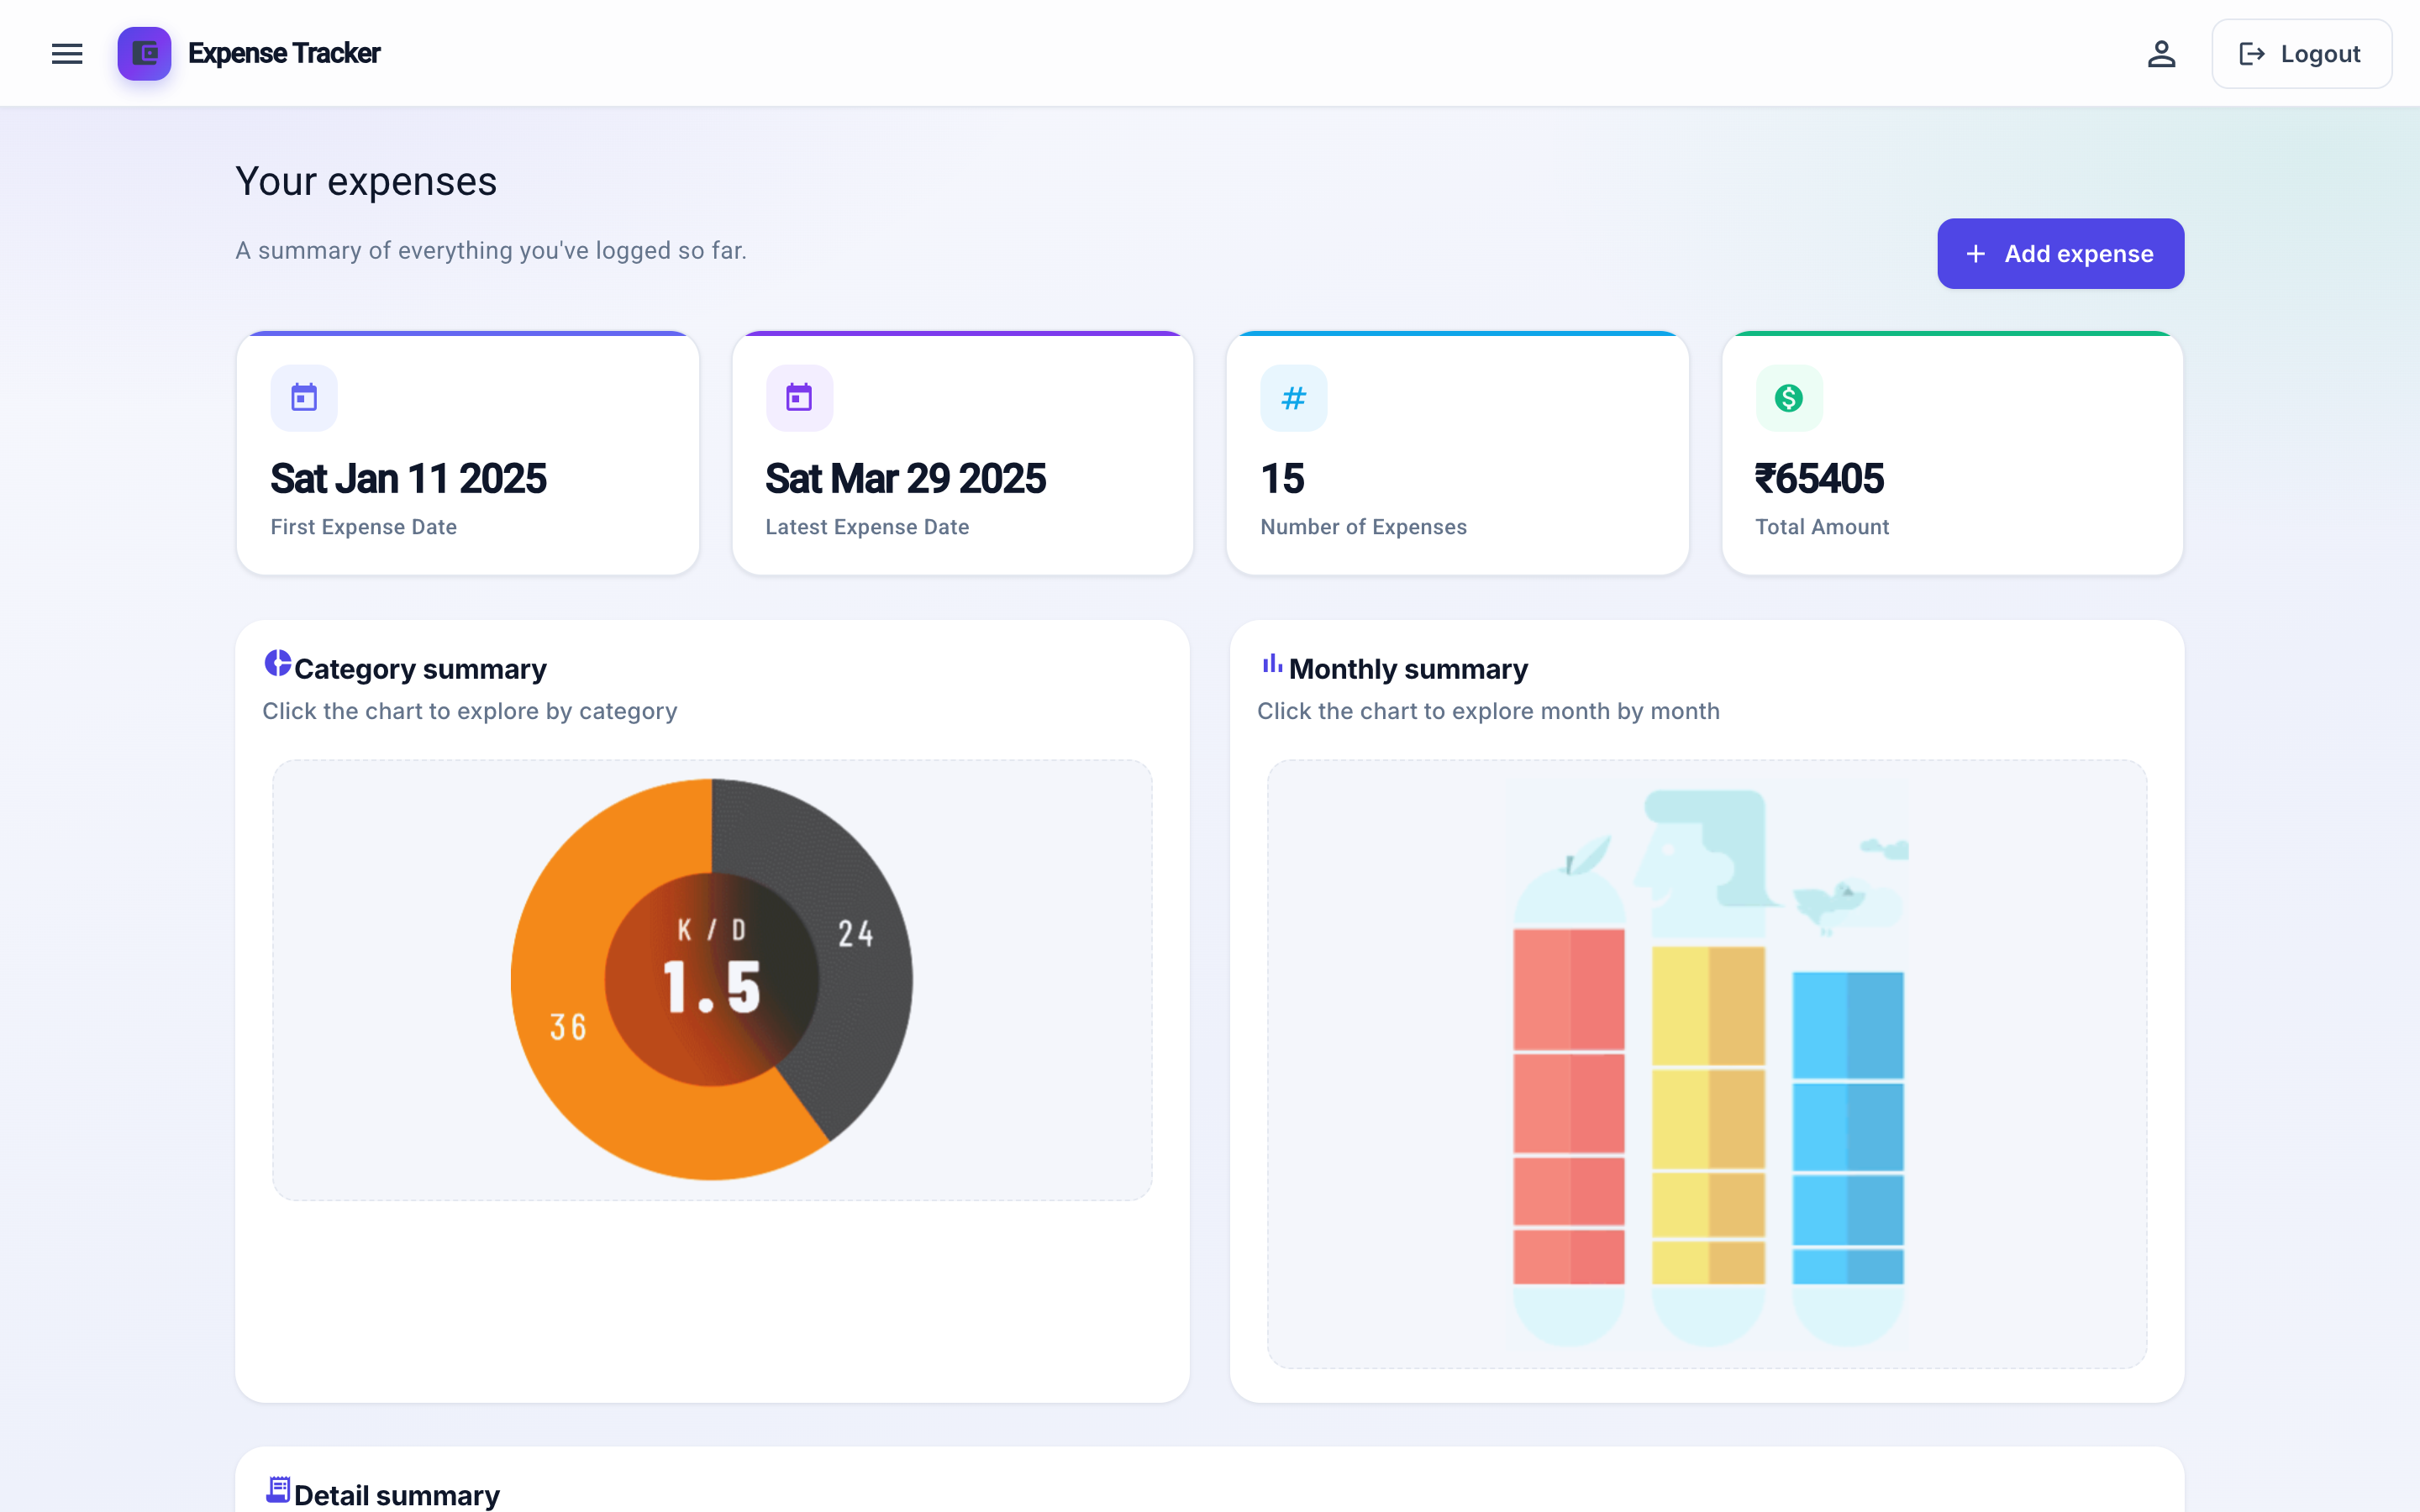 Expense Tracker
Logout
Your expenses
A summary of everything you've logged so far.
+ Add expense
Sat Jan 11 2025
First Expense Date
Sat Mar 29 2025
Latest Expense Date
#
15
Number of Expenses
$
₹65405
Total Amount
Category summary
Click the chart to explore by category
K / D
1.5
24
36
Monthly summary
Click the chart to explore month by month
Detail summary